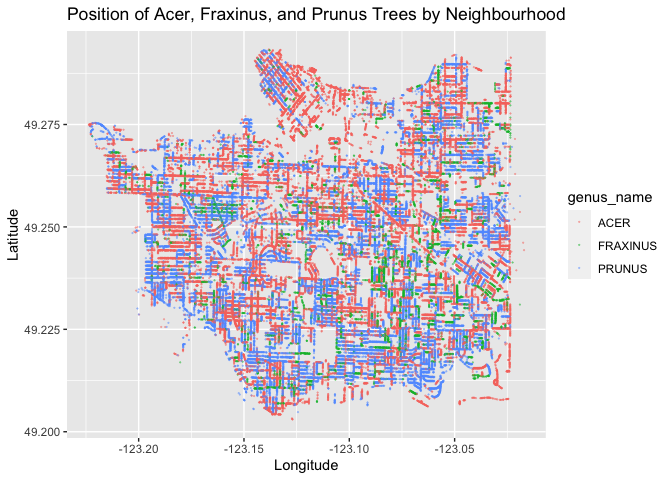 Position of Acer, Fraxinus, and Prunus Trees by Neighbourhood
49.275
49.250
49.225
49.200
Latitude
-123.20
-123.15
-123.10
-123.05
Longitude
genus_name
ACER
FRAXINUS
PRUNUS